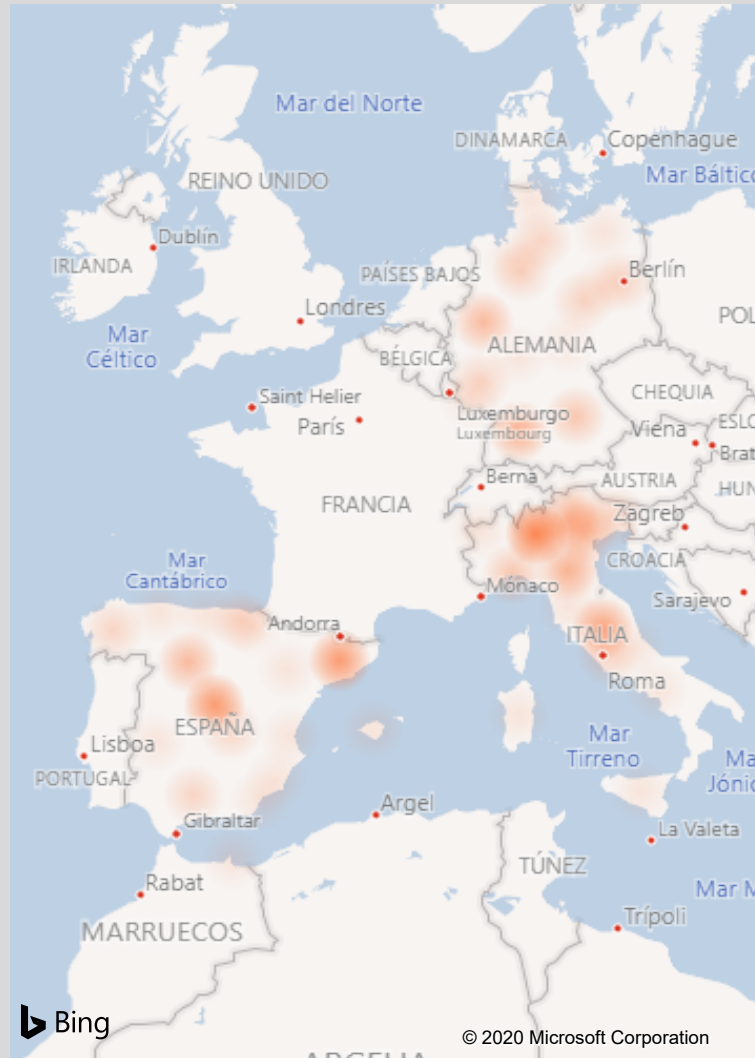 Mar del Norte
DINAMARCA
Copenhague
Mar Báltico
REINO UNIDO
Dublín
IRLANDA
PAÍSES BAJOS
Berlín
Londres
POL
Mar
Céltico
ALEMANIA
BÉLGICA
CHEQUIA
Saint Helier
París
Luxemburgo
Luxembourg
Viena
ESLO
Brat
Berna
AUSTRIA
HUN
FRANCIA
Zagreb
CROACIA
Mar
Cantábrico
Mónaco
Sarajevo
Andorra
ITALIA
Roma
ESPAÑA
Lisboa
PORTUGAL
Mar
Tirreno
Ma
Jónic
Gibraltar
Argel
La Valeta
TÚNEZ
Rabat
Mar M
Trípoli
MARRUECOS
Bing
© 2020 Microsoft Corporation